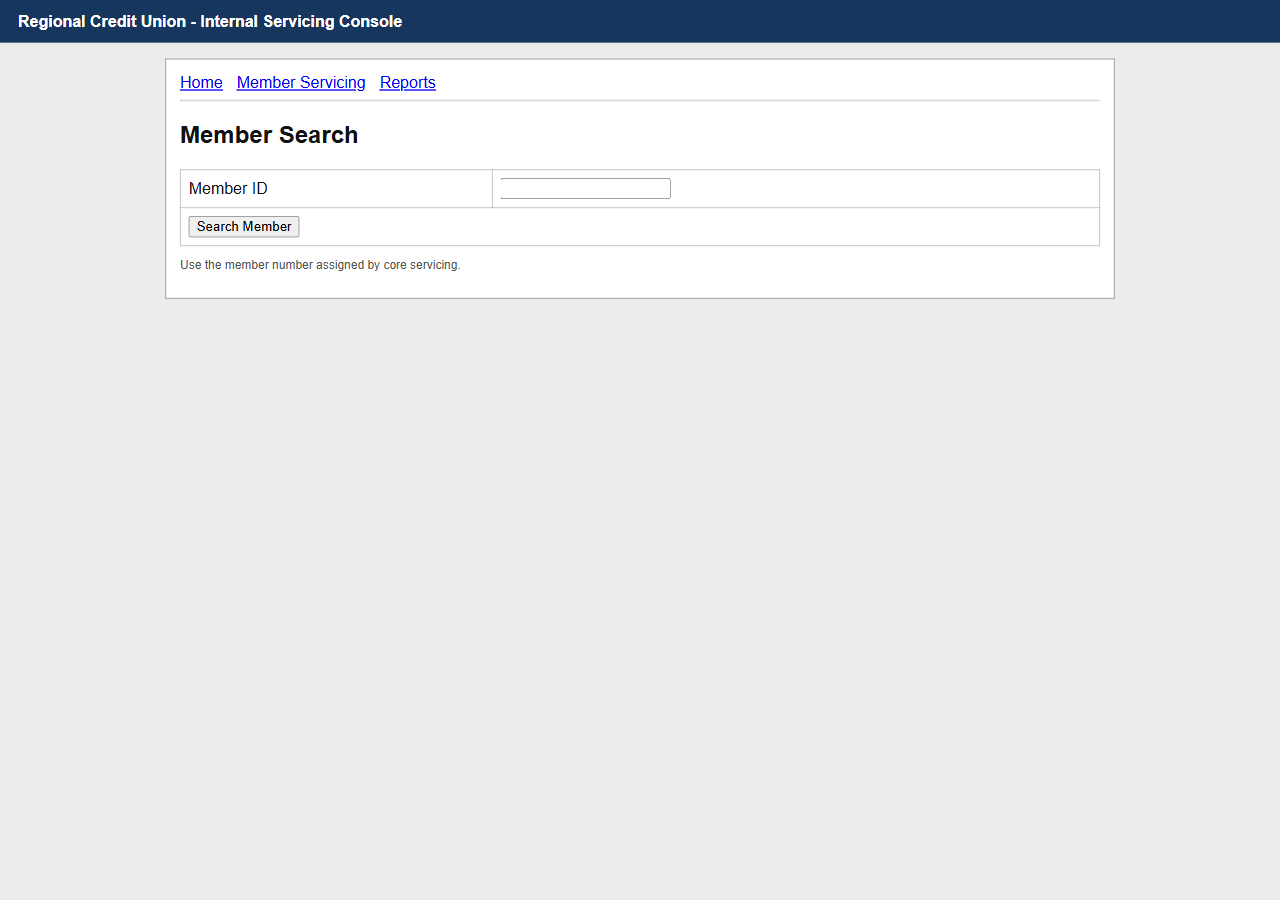 Regional Credit Union - Internal Servicing Console
Home Member Servicing Reports
Member Search
Member ID
Search Member
Use the member number assigned by core servicing.